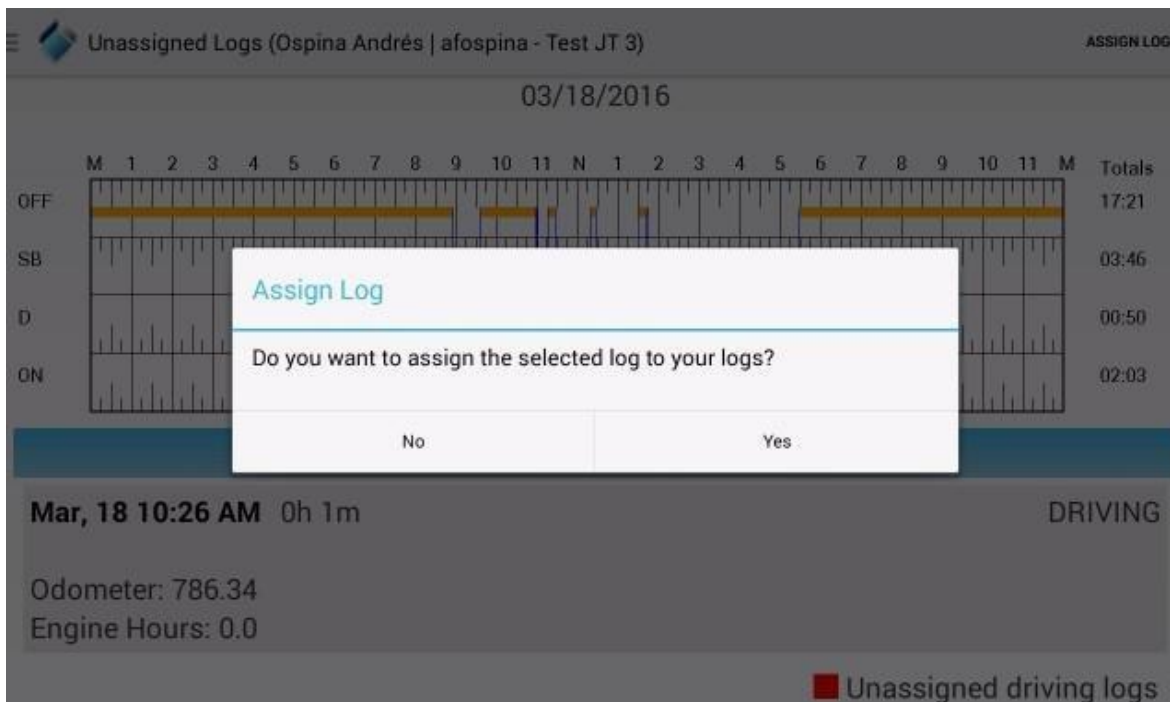 Unassigned Logs (Ospina Andrés | afospina - Test JT 3) ASSIGN LOG
03/18/2016
M 1 2 3 4 5 6 7 8 9 10 11 N 1 2 3 4 5 6 7 8 9 10 11 M Totals
OFF 17:21
SB 03:46
D 00:50
ON 02:03
Assign Log
Do you want to assign the selected log to your logs?
No Yes
Mar, 18 10:26 AM 0h 1m DRIVING
Odometer: 786.34
Engine Hours: 0.0
Unassigned driving logs